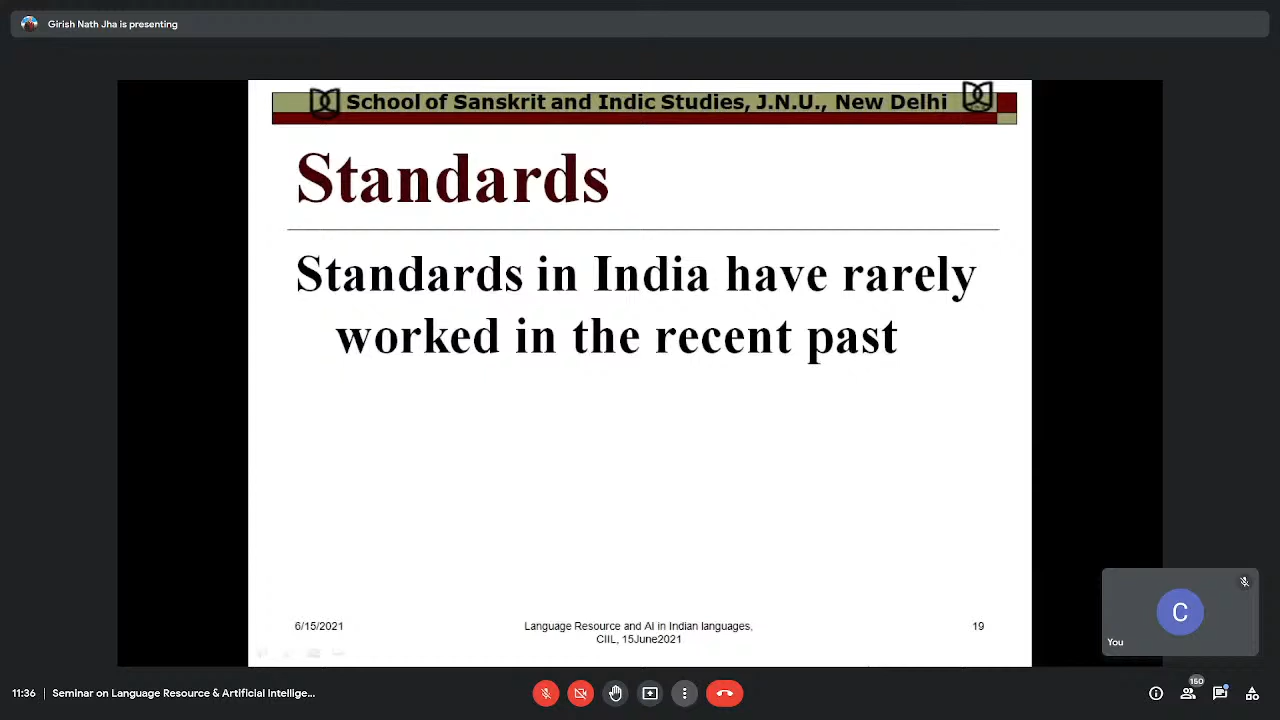 Girish Nath Jha is presenting
School of Sanskrit and Indic Studies, J.N.U., New Delhi
Standards
Standards in India have rarely
worked in the recent past
6/15/2021
Language Resource and AI in Indian languages,
CIIL, 15June2021
19
C
You
11:36 | Seminar on Language Resource & Artificial Intellige...
150